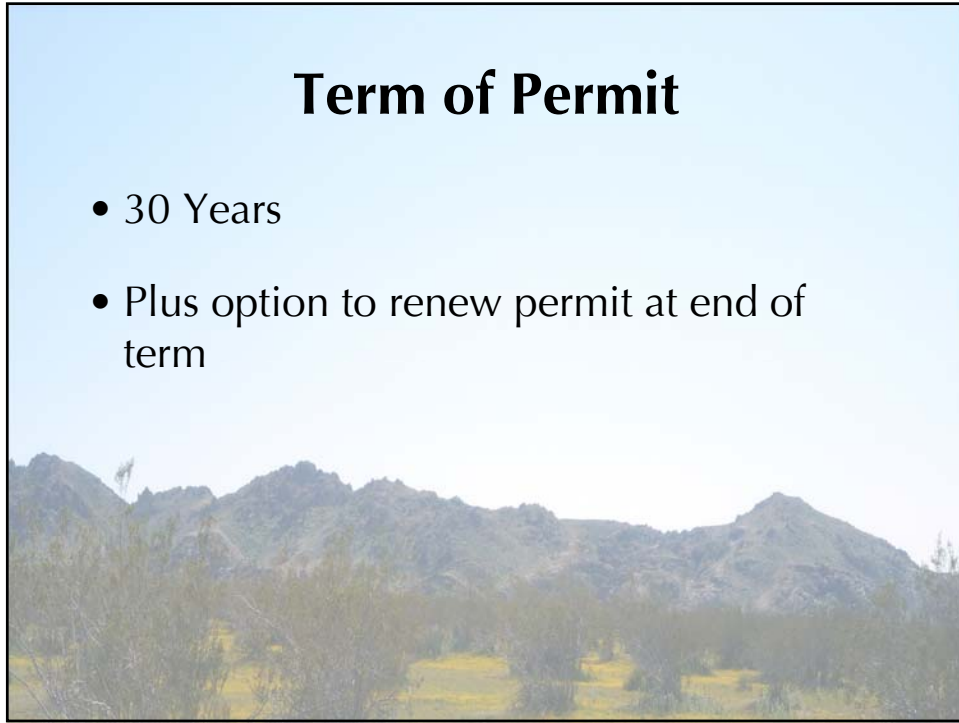 Term of Permit
• 30 Years
• Plus option to renew permit at end of
term